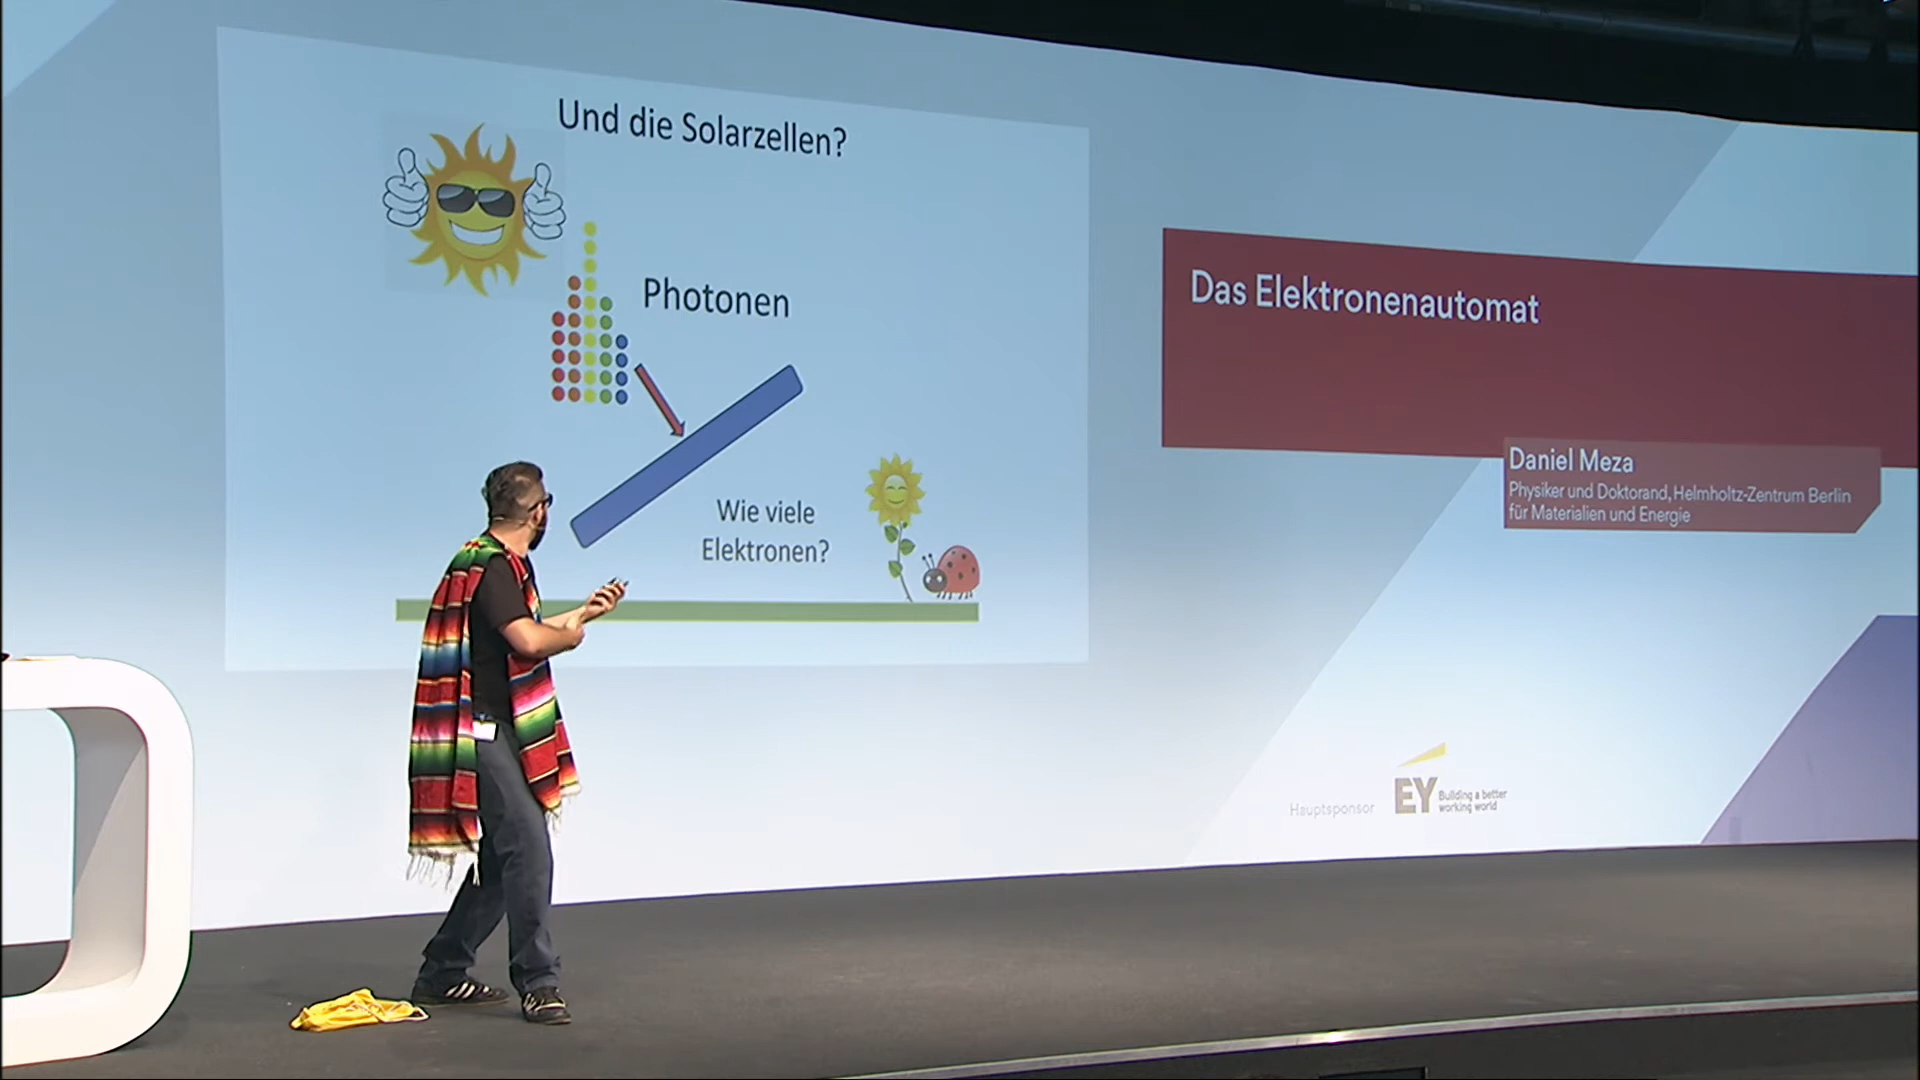 Und die Solarzellen?
Photonen
Wie viele
Elektronen?
Das Elektronenautomat
Daniel Meza
Physiker und Doktorand, Helmholtz-Zentrum Berlin
für Materialien und Energie
Hauptsponsor
EY
Building a better
working world